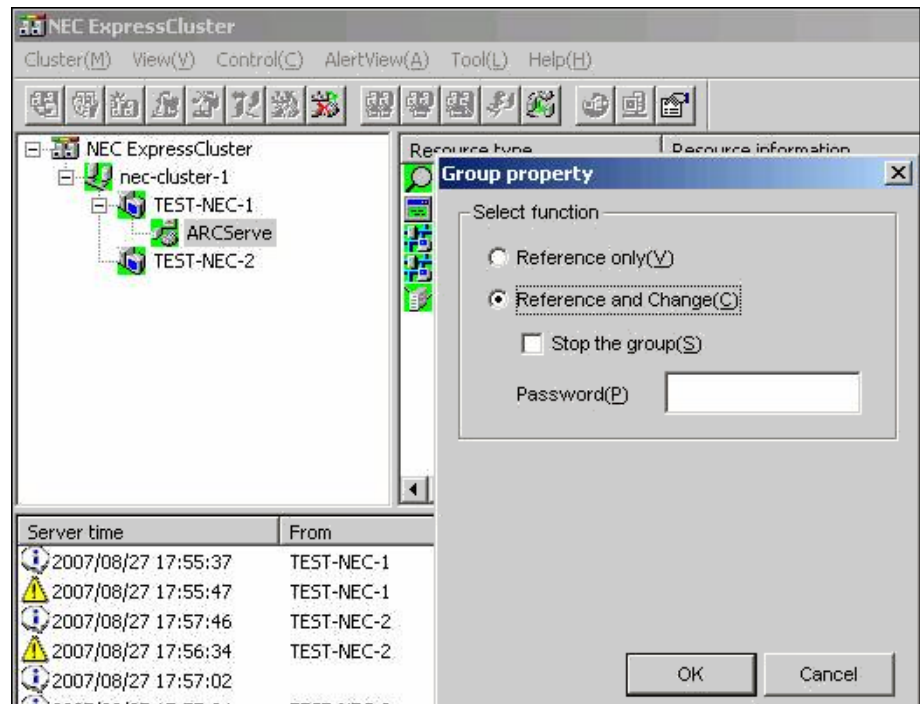 NEC ExpressCluster
Cluster(M) View(V) Control(C) AlertView(A) Tool(L) Help(H)
NEC ExpressCluster
nec-cluster-1
TEST-NEC-1
ARCServe
TEST-NEC-2
Resource type Resource information
Group property
Select function
Reference only(V)
Reference and Change(C)
Stop the group(S)
Password(P)
OK Cancel
Server time From
2007/08/27 17:55:37 TEST-NEC-1
2007/08/27 17:55:47 TEST-NEC-1
2007/08/27 17:57:46 TEST-NEC-2
2007/08/27 17:56:34 TEST-NEC-2
2007/08/27 17:57:02